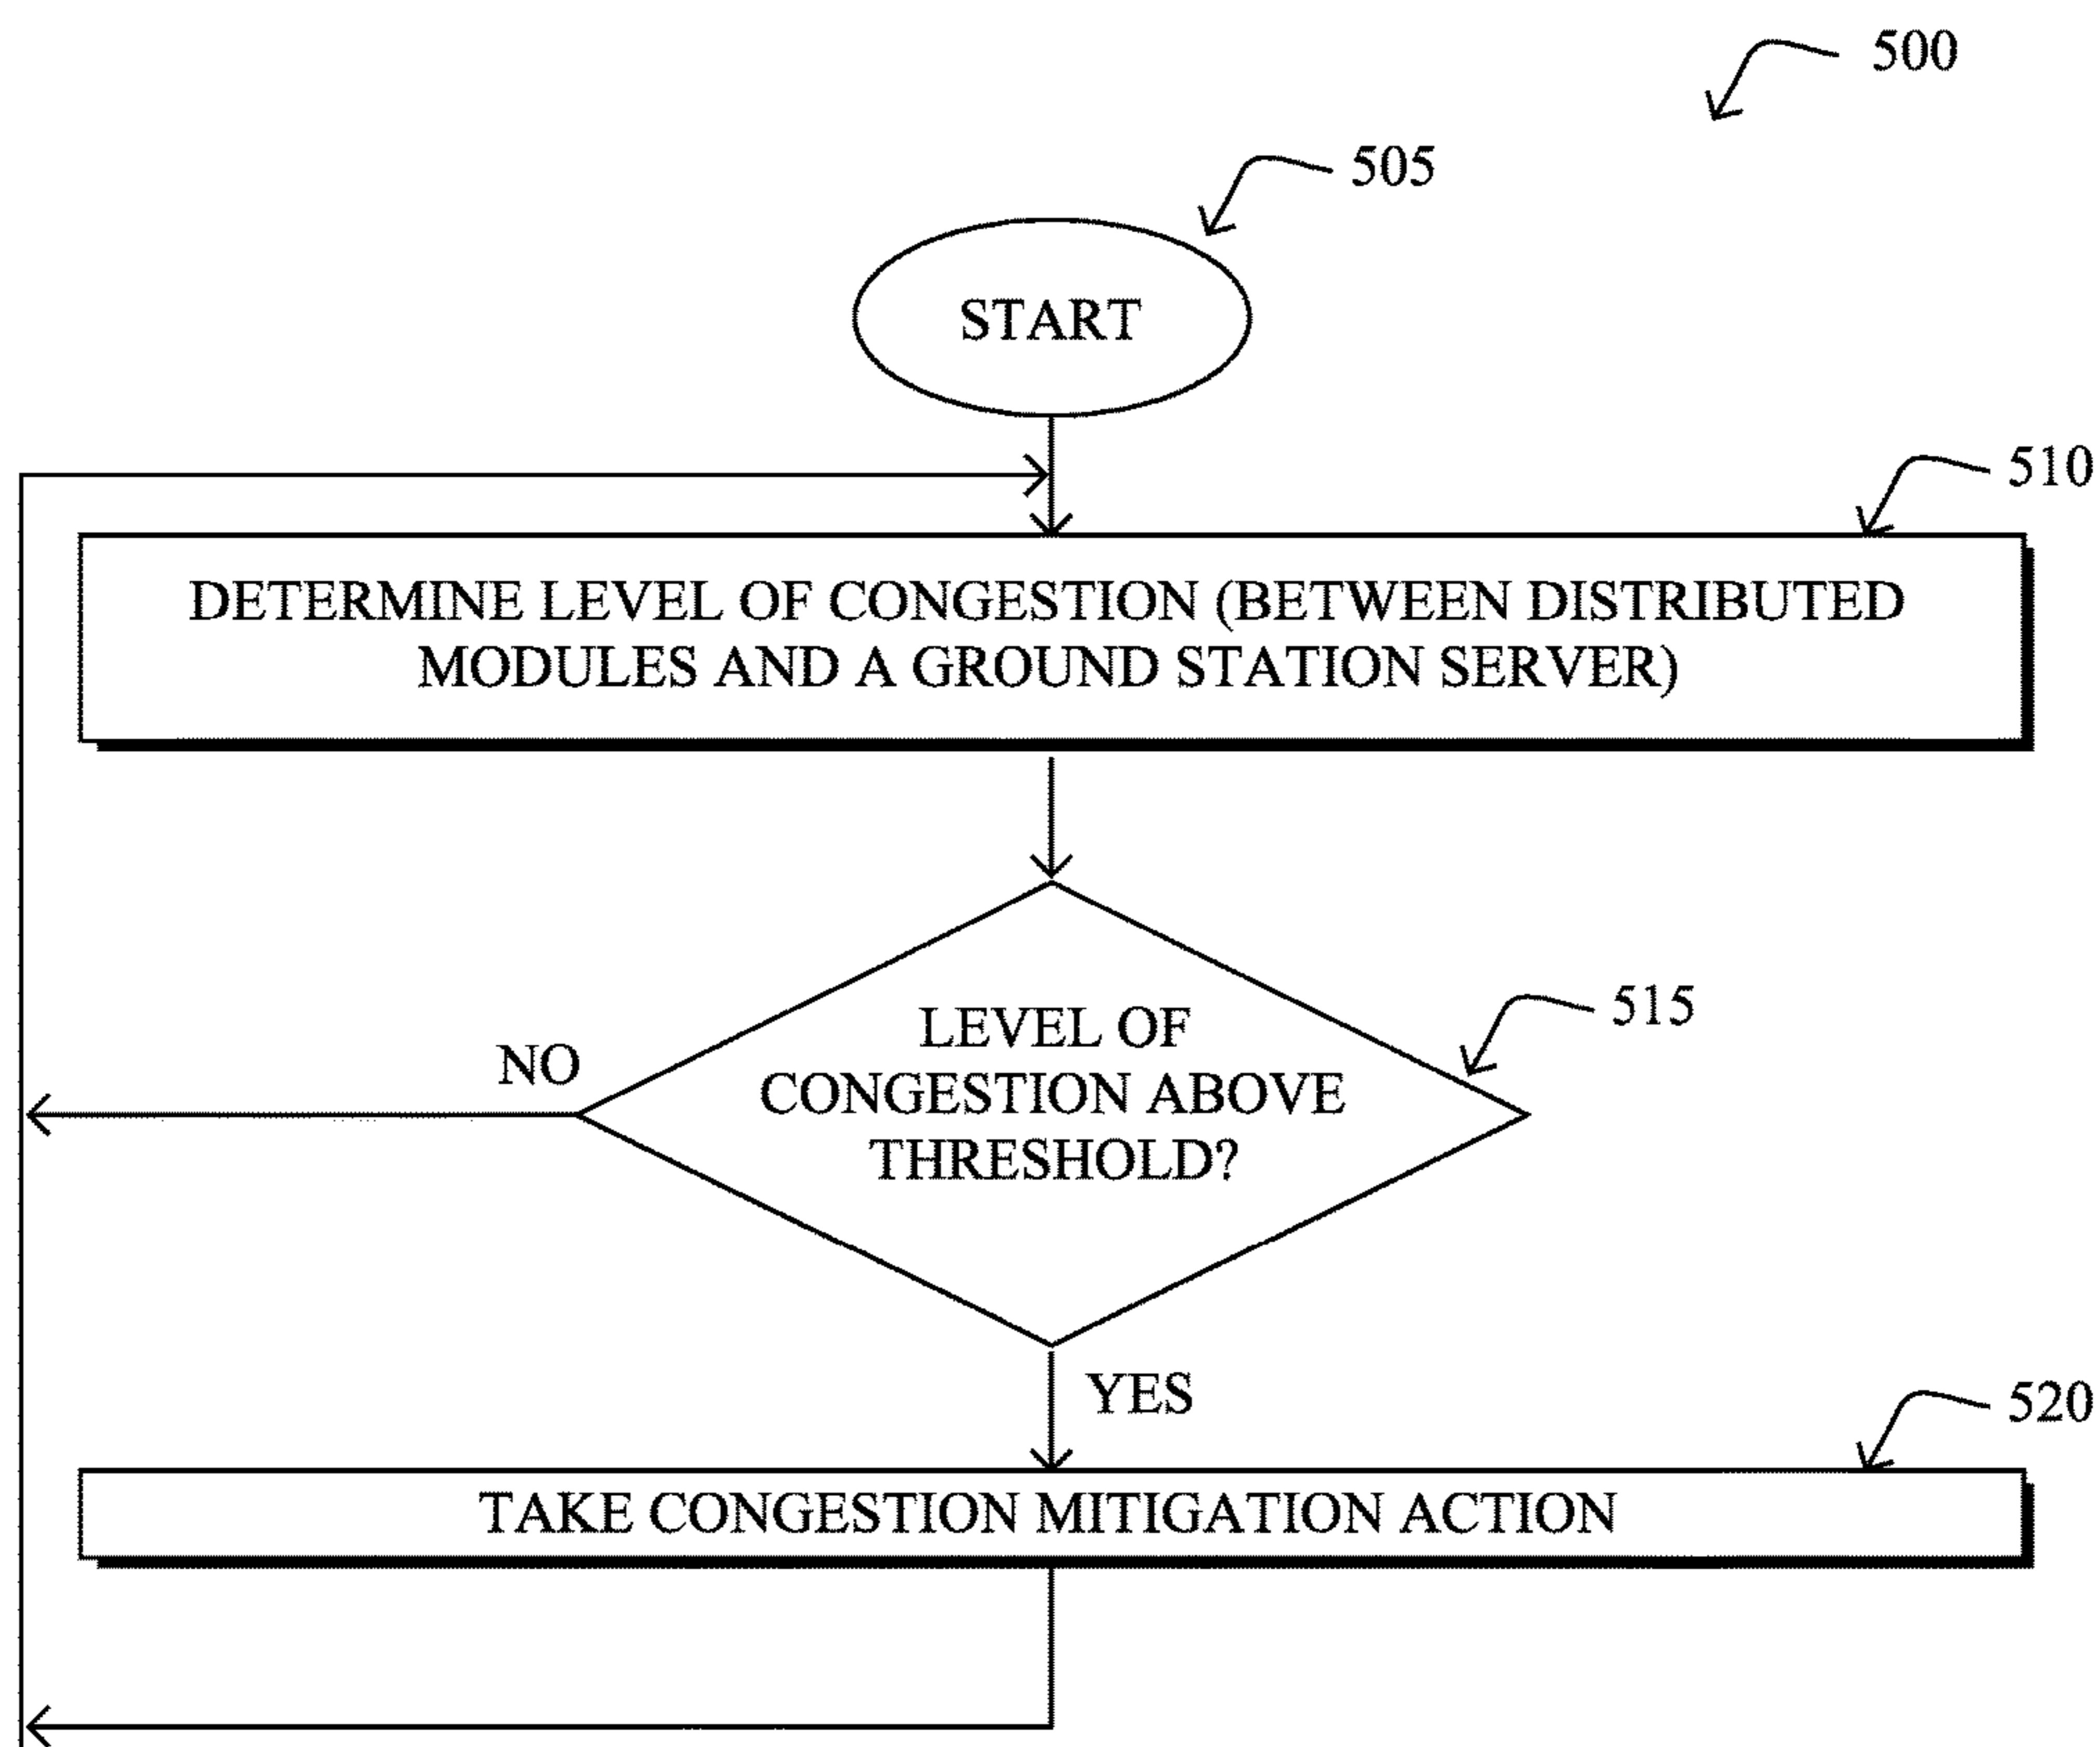 500
505
START
510
DETERMINE LEVEL OF CONGESTION (BETWEEN DISTRIBUTED
MODULES AND A GROUND STATION SERVER)
LEVEL OF
CONGESTION ABOVE
THRESHOLD?
515
NO
YES
520
TAKE CONGESTION MITIGATION ACTION